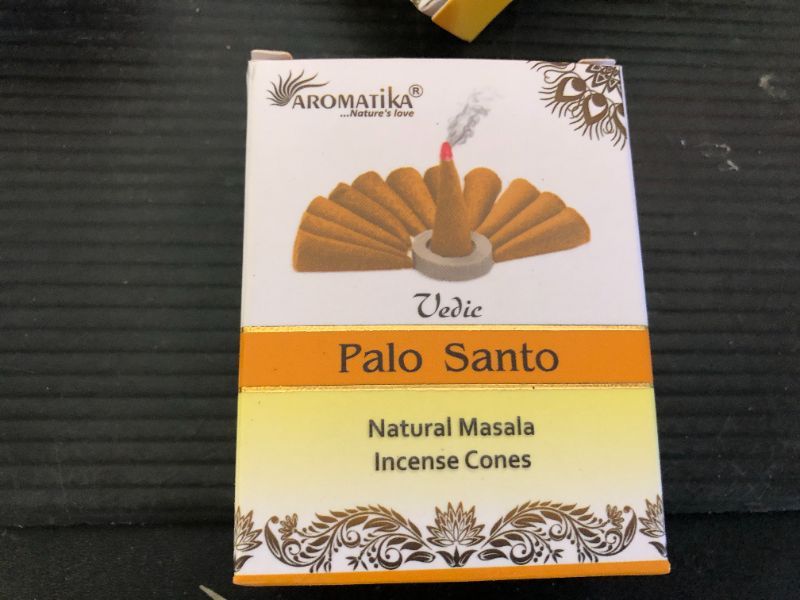 AROMATIKA®
...Nature's love
Vedic
Palo Santo
Natural Masala
Incense Cones